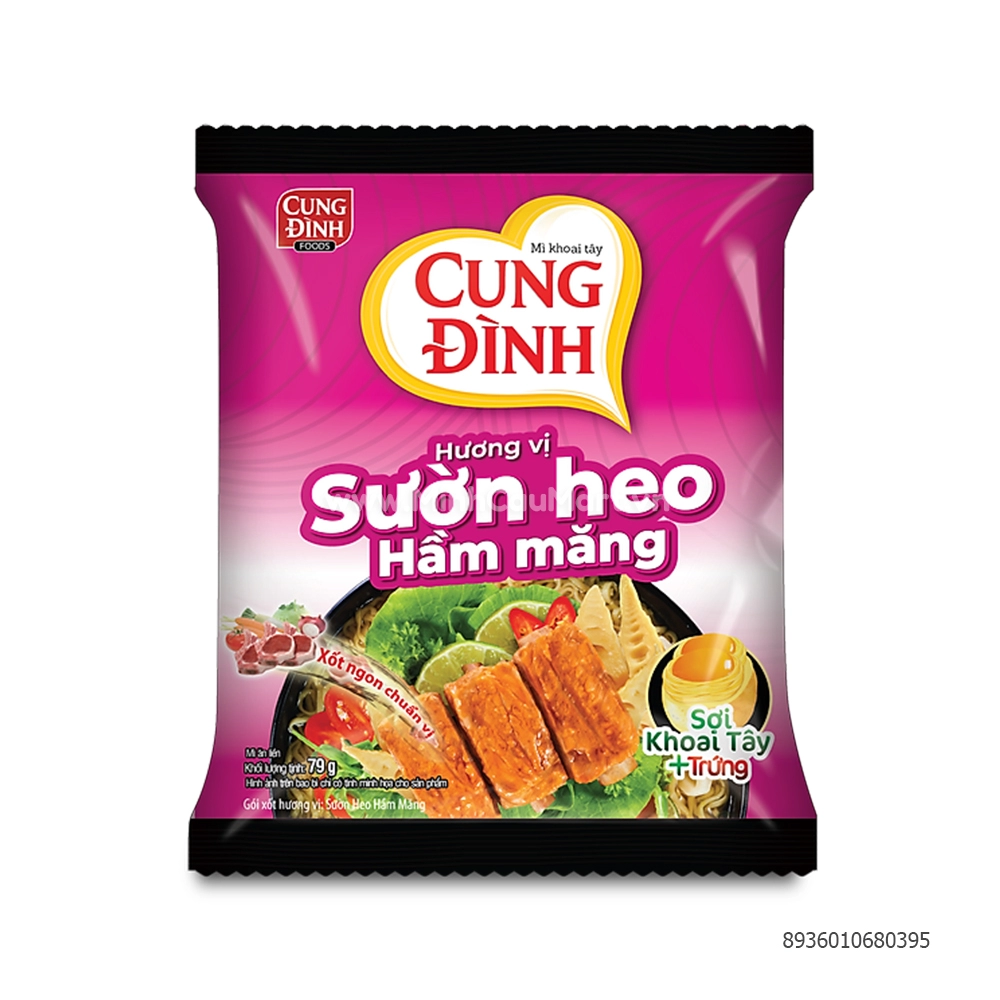 CUNG
ĐÌNH
FOODS
Mì khoai tây
CUNG
ĐÌNH
Hương vị
Sườn heo
Hầm măng
Xốt ngon chuẩn vị
Sợi
Khoai Tây
+Trứng
Mì ăn liền
Khối lượng tịnh: 79 g
Hình ảnh trên bao bì chỉ có tính minh họa cho sản phẩm
Gói xốt hương vị: Sườn Heo Hầm Măng
8936010680395